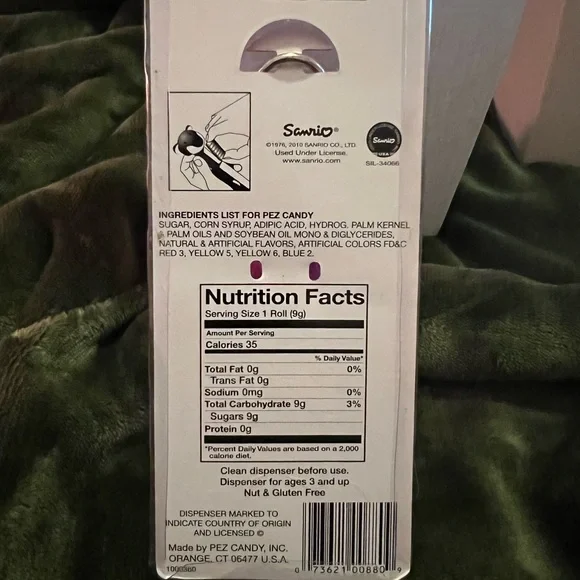 Sanrio®
©1976, 2010 SANRIO CO., LTD.
Used Under License.
www.sanrio.com
Sanrio
USA
SIL-34066
INGREDIENTS LIST FOR PEZ CANDY
SUGAR, CORN SYRUP, ADIPIC ACID, HYDROG. PALM KERNEL
& PALM OILS AND SOYBEAN OIL MONO & DIGLYCERIDES,
NATURAL & ARTIFICIAL FLAVORS, ARTIFICIAL COLORS FD&C
RED 3, YELLOW 5, YELLOW 6, BLUE 2.
Nutrition Facts
Serving Size 1 Roll (9g)
Amount Per Serving
Calories 35
% Daily Value*
Total Fat 0g 0%
Trans Fat 0g
Sodium 0mg 0%
Total Carbohydrate 9g 3%
Sugars 9g
Protein 0g
*Percent Daily Values are based on a 2,000
calorie diet.
Clean dispenser before use.
Dispenser for ages 3 and up
Nut & Gluten Free
DISPENSER MARKED TO
INDICATE COUNTRY OF ORIGIN
AND LICENSED ©
Made by PEZ CANDY, INC.
ORANGE, CT 06477 U.S.A.
0 73621 00880 9